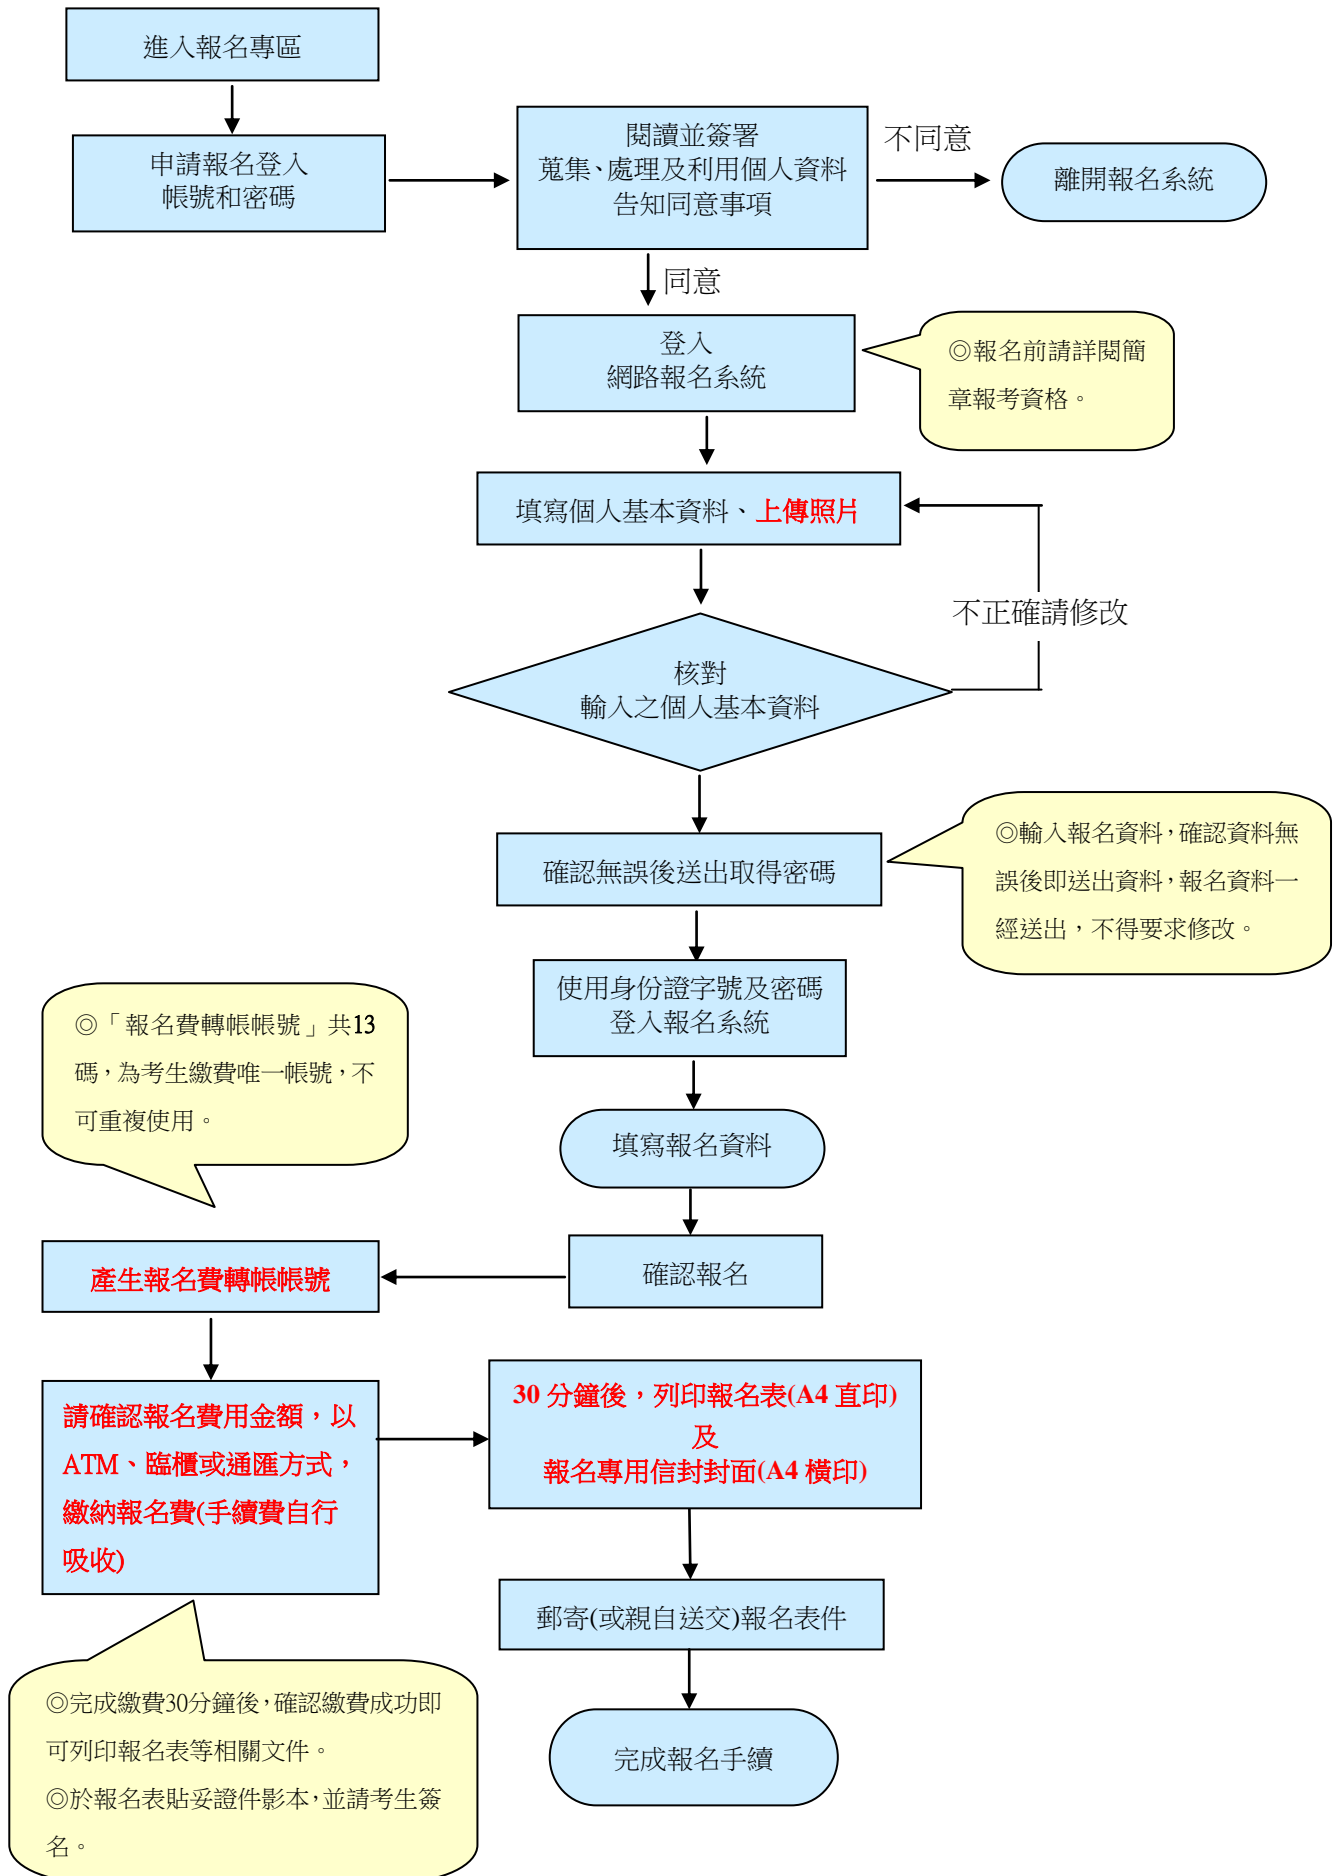 進入報名專區
申請報名登入
帳號和密碼
閱讀並簽署
蒐集、處理及利用個人資料
告知同意事項
不同意
離開報名系統
同意
登入
網路報名系統
◎報名前請詳閱簡
章報考資格。
填寫個人基本資料、上傳照片
不正確請修改
核對
輸入之個人基本資料
確認無誤後送出取得密碼
◎輸入報名資料，確認資料無
誤後即送出資料，報名資料一
經送出，不得要求修改。
使用身份證字號及密碼
登入報名系統
◎「報名費轉帳帳號」共13
碼，為考生繳費唯一帳號，不
可重複使用。
填寫報名資料
確認報名
產生報名費轉帳帳號
請確認報名費用金額，以
ATM、臨櫃或通匯方式，
繳納報名費(手續費自行
吸收)
30 分鐘後，列印報名表(A4 直印)
及
報名專用信封封面(A4 橫印)
郵寄(或親自送交)報名表件
◎完成繳費30分鐘後，確認繳費成功即
可列印報名表等相關文件。
◎於報名表貼妥證件影本，並請考生簽
名。
完成報名手續